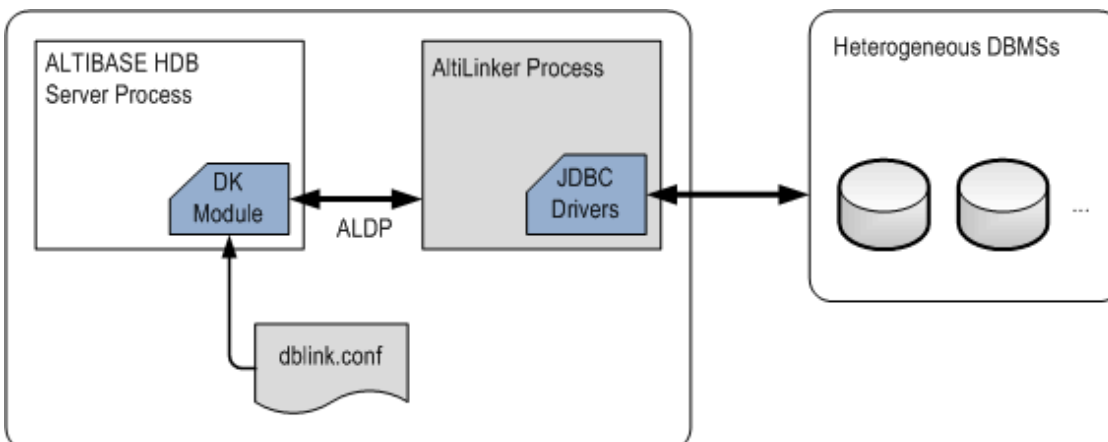 ALTIBASE HDB
Server Process
DK
Module
ALDP
AltiLinker Process
JDBC
Drivers
dblink.conf
Heterogeneous DBMSs
...